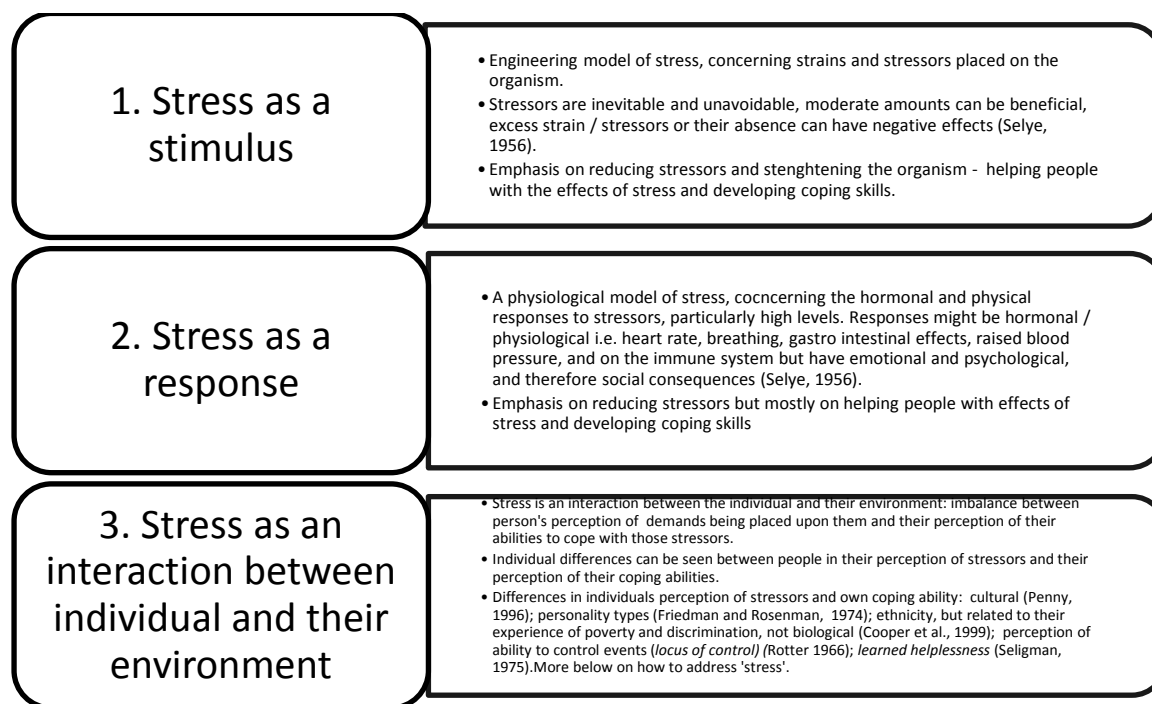 1. Stress as a
stimulus
• Engineering model of stress, concerning strains and stressors placed on the
organism.
• Stressors are inevitable and unavoidable, moderate amounts can be beneficial,
excess strain / stressors or their absence can have negative effects (Selye,
1956).
• Emphasis on reducing stressors and stenghtening the organism - helping people
with the effects of stress and developing coping skills.
2. Stress as a
response
• A physiological model of stress, cocncerning the hormonal and physical
responses to stressors, particularly high levels. Responses might be hormonal /
physiological i.e. heart rate, breathing, gastro intestinal effects, raised blood
pressure, and on the immune system but have emotional and psychological,
and therefore social consequences (Selye, 1956).
• Emphasis on reducing stressors but mostly on helping people with effects of
stress and developing coping skills
3. Stress as an
interaction between
individual and their
environment
• Stress is an interaction between the individual and their environment: imbalance between
person's perception of demands being placed upon them and their perception of their
abilities to cope with those stressors.
• Individual differences can be seen between people in their perception of stressors and their
perception of their coping abilities.
• Differences in individuals perception of stressors and own coping ability: cultural (Penny,
1996); personality types (Friedman and Rosenman, 1974); ethnicity, but related to their
experience of poverty and discrimination, not biological (Cooper et al., 1999); perception of
ability to control events (locus of control) (Rotter 1966); learned helplessness (Seligman,
1975).More below on how to address 'stress'.